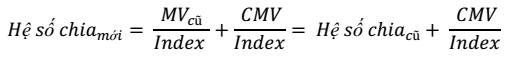 Hệ số chia_mới = MV_cũ/Index + CMV/Index = Hệ số chia_cũ + CMV/Index